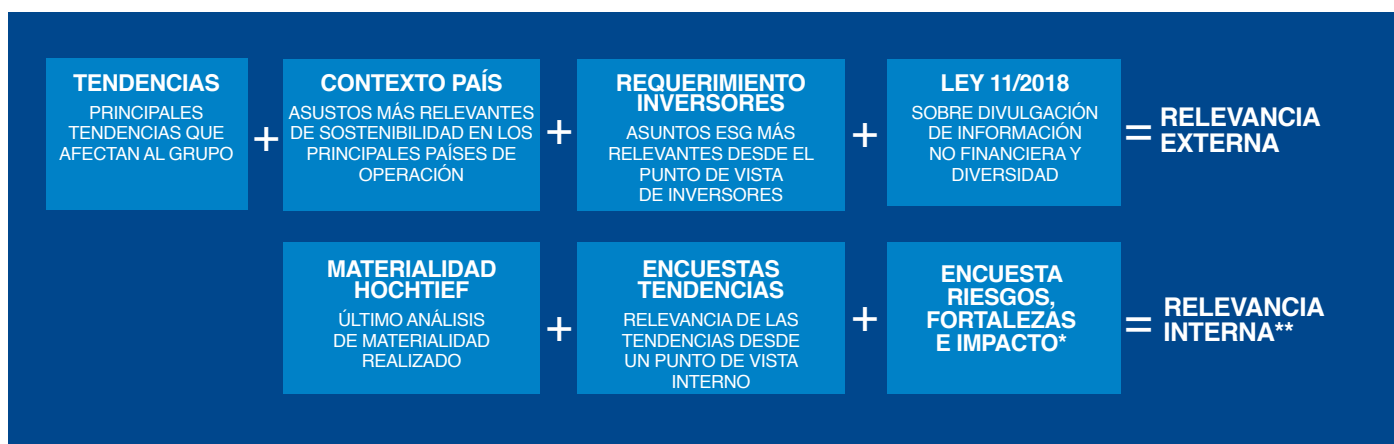 TENDENCIAS
PRINCIPALES
TENDENCIAS QUE
AFECTAN AL GRUPO
+
CONTEXTO PAÍS
ASUSTOS MÁS RELEVANTES
DE SOSTENIBILIDAD EN LOS
PRINCIPALES PAÍSES DE
OPERACIÓN
+
REQUERIMIENTO
INVERSORES
ASUNTOS ESG MÁS
RELEVANTES DESDE EL
PUNTO DE VISTA
DE INVERSORES
+
LEY 11/2018
SOBRE DIVULGACIÓN
DE INFORMACIÓN
NO FINANCIERA Y
DIVERSIDAD
=
RELEVANCIA
EXTERNA
MATERIALIDAD
HOCHTIEF
ÚLTIMO ANÁLISIS
DE MATERIALIDAD
REALIZADO
+
ENCUESTAS
TENDENCIAS
RELEVANCIA DE LAS
TENDENCIAS DESDE
UN PUNTO DE VISTA
INTERNO
+
ENCUESTA
RIESGOS,
FORTALEZAS
E IMPACTO*
=
RELEVANCIA
INTERNA**